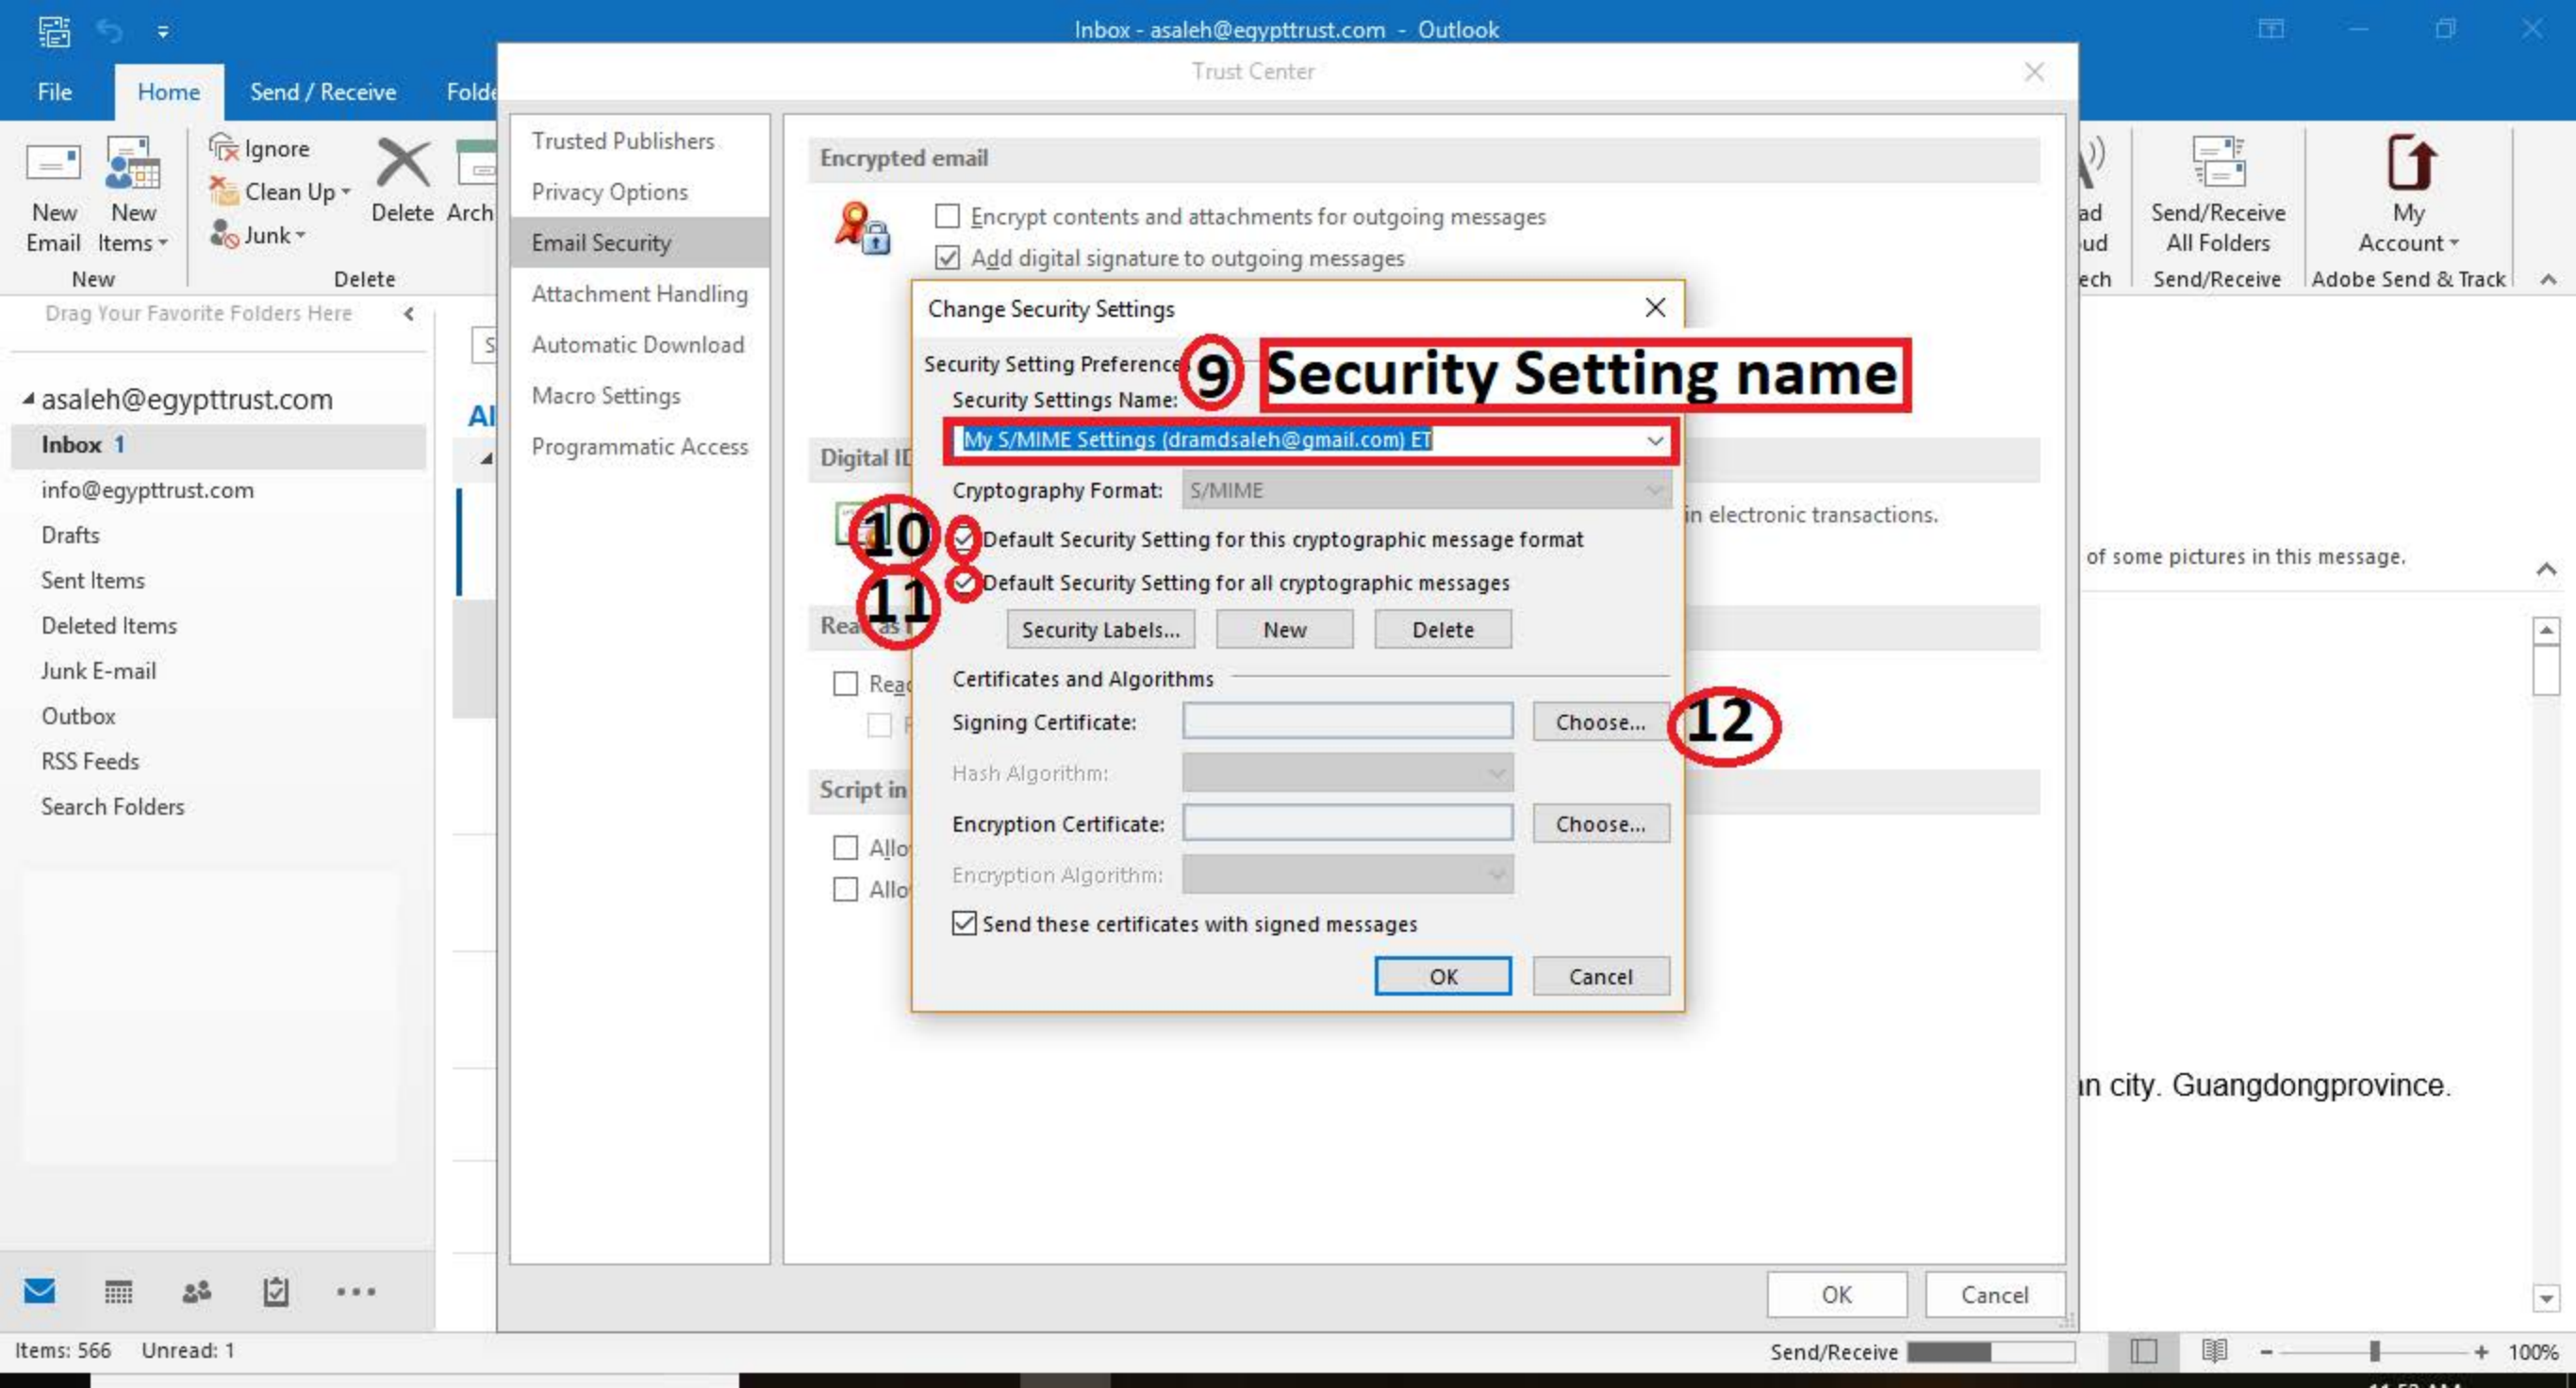 Inbox - asaleh@egypttrust.com - Outlook
File Home Send / Receive
Trust Center
New Email
New Items
New
Ignore
Clean Up
Junk
Delete
Delete
Send/Receive All Folders
Send/Receive
My Account
Adobe Send & Track
Drag Your Favorite Folders Here
asaleh@egypttrust.com
Inbox 1
info@egypttrust.com
Drafts
Sent Items
Deleted Items
Junk E-mail
Outbox
RSS Feeds
Search Folders
Trusted Publishers
Privacy Options
Email Security
Attachment Handling
Automatic Download
Macro Settings
Programmatic Access
Encrypted email
Encrypt contents and attachments for outgoing messages
Add digital signature to outgoing messages
Change Security Settings
Security Setting Preference
9 Security Setting name
Security Settings Name:
My S/MIME Settings (dramdsaleh@gmail.com) ET
Digital
Cryptography Format: S/MIME
in electronic transactions.
10 Default Security Setting for this cryptographic message format
11 Default Security Setting for all cryptographic messages
of some pictures in this message.
Security Labels... New Delete
Certificates and Algorithms
Signing Certificate: Choose... 12
Hash Algorithm:
Script in
Encryption Certificate: Choose...
Encryption Algorithm:
Send these certificates with signed messages
OK Cancel
city. Guangdongprovince.
OK Cancel
Items: 566 Unread: 1
Send/Receive
100%